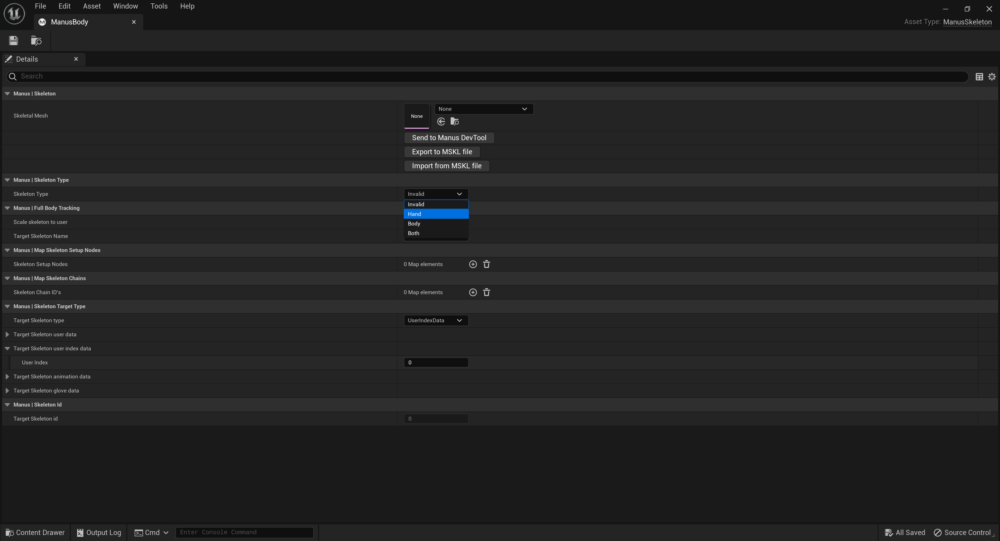 File Edit Asset Window Tools Help
ManusBody
Asset Type: ManusSkeleton
Details
Search
Manus | Skeleton
Skeletal Mesh
None
None
Send to Manus DevTool
Export to MSKL file
Import from MSKL file
Manus | Skeleton Type
Skeleton Type
Invalid
Invalid
Manus | Full Body Tracking
Hand
Scale skeleton to user
Body
Both
Target Skeleton Name
Manus | Map Skeleton Setup Nodes
Skeleton Setup Nodes
0 Map elements
Manus | Map Skeleton Chains
Skeleton Chain ID's
0 Map elements
Manus | Skeleton Target Type
Target Skeleton type
UserIndexData
Target Skeleton user data
Target Skeleton user index data
User Index
0
Target Skeleton animation data
Target Skeleton glove data
Manus | Skeleton Id
Target Skeleton id
0
Content Drawer
Output Log
Cmd
Enter Console Command
All Saved
Source Control